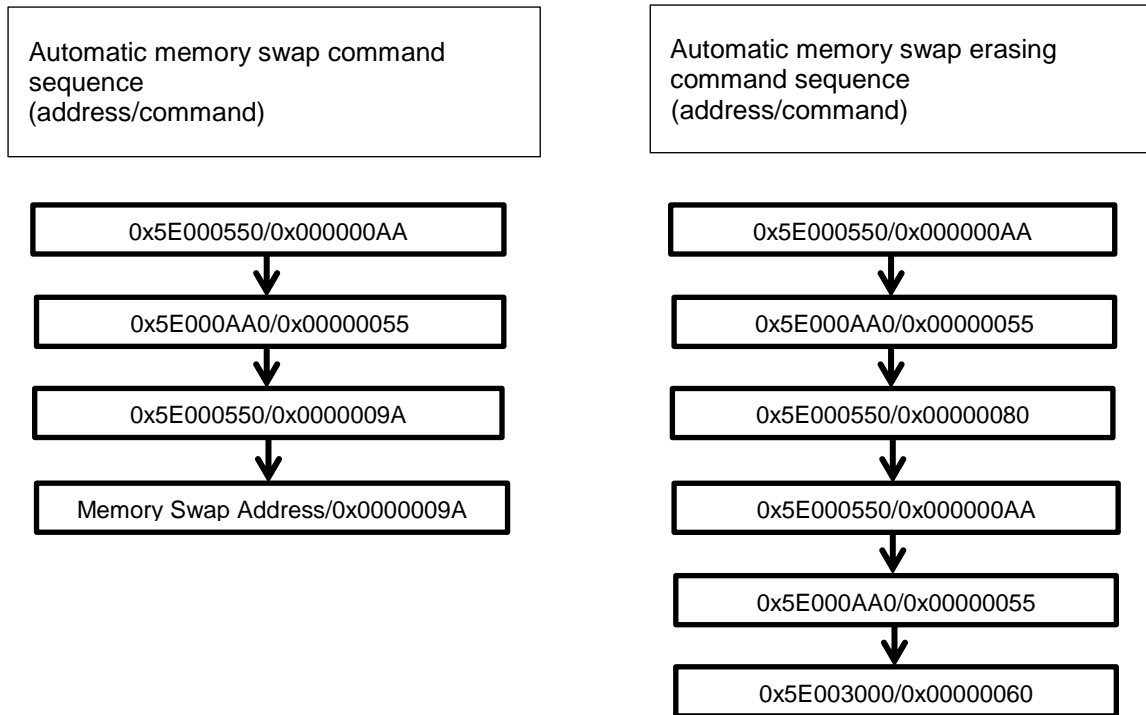 Automatic memory swap command
sequence
(address/command)
0x5E000550/0x000000AA
0x5E000AA0/0x00000055
0x5E000550/0x0000009A
Memory Swap Address/0x0000009A
Automatic memory swap erasing
command sequence
(address/command)
0x5E000550/0x000000AA
0x5E000AA0/0x00000055
0x5E000550/0x00000080
0x5E000550/0x000000AA
0x5E000AA0/0x00000055
0x5E003000/0x00000060